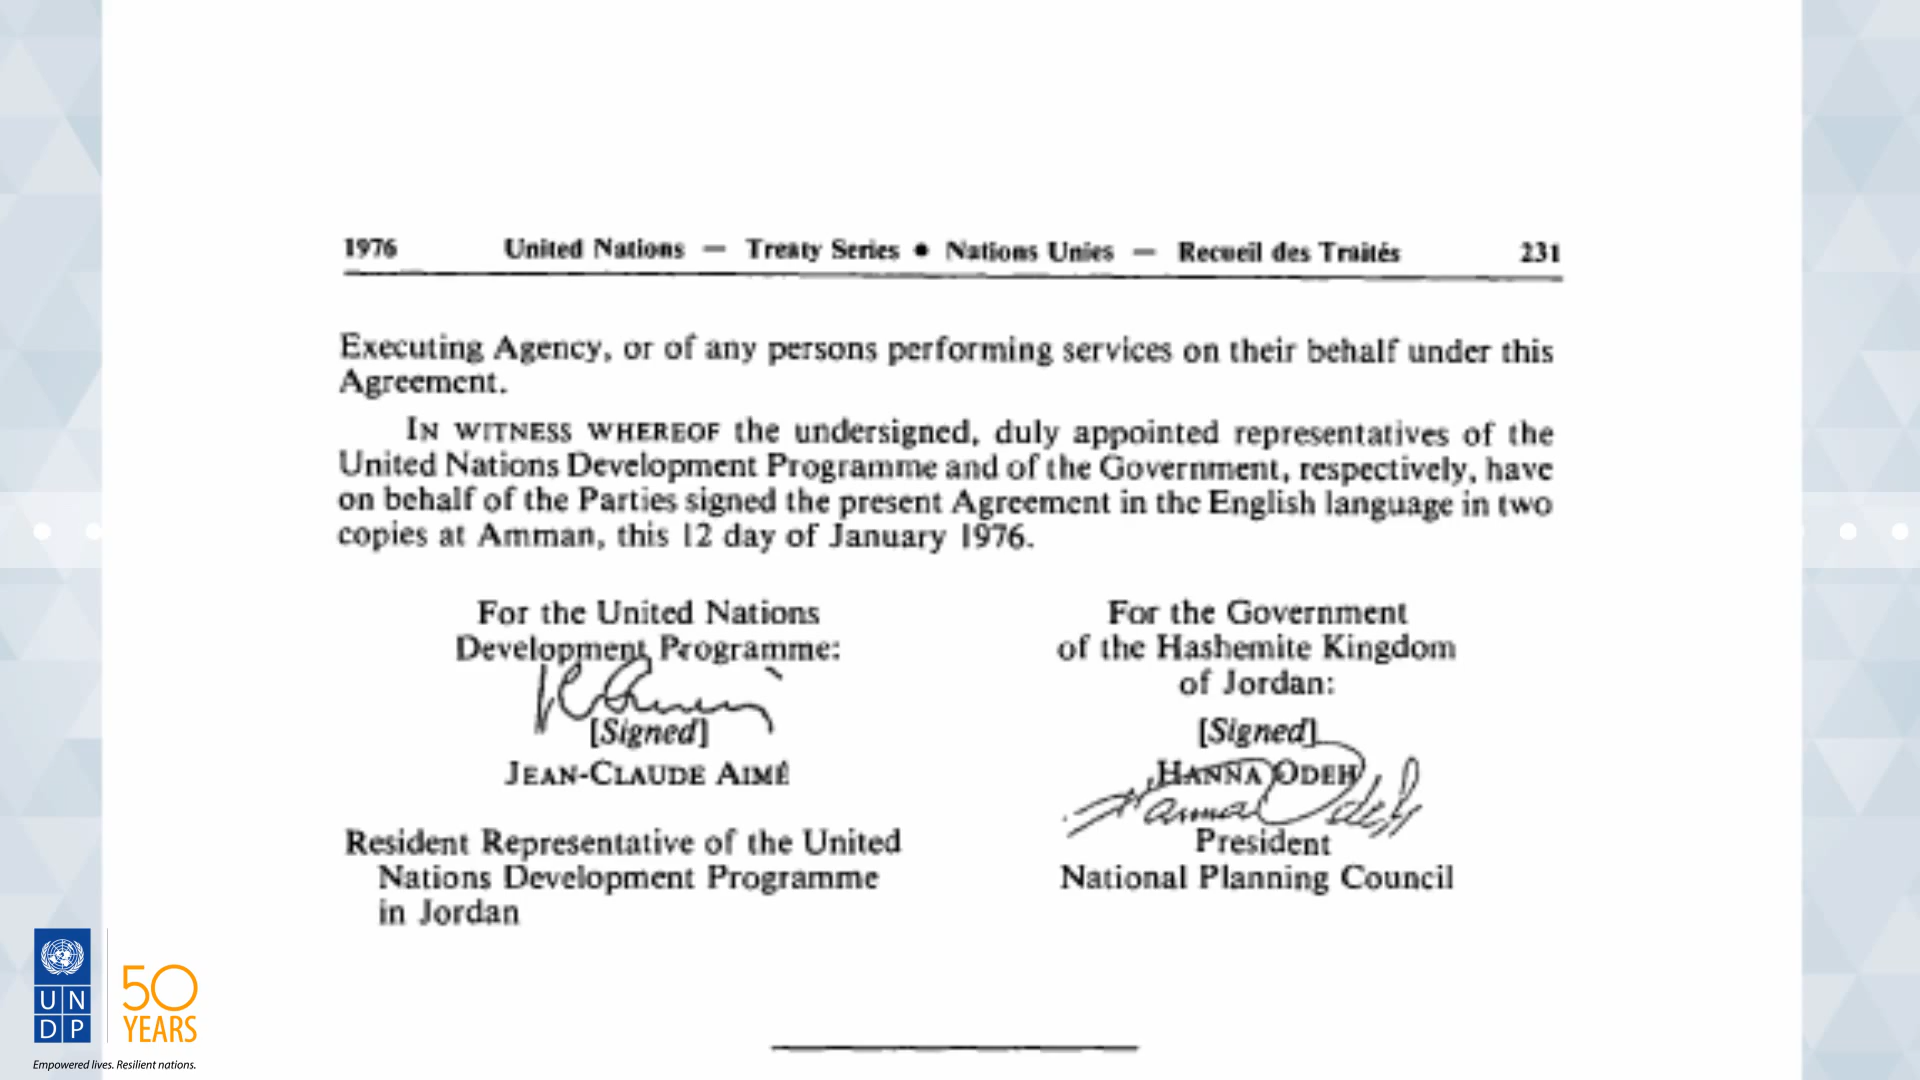 1976 United Nations — Treaty Series • Nations Unies — Recueil des Traités 231
Executing Agency, or of any persons performing services on their behalf under this
Agreement.
IN WITNESS WHEREOF the undersigned, duly appointed representatives of the
United Nations Development Programme and of the Government, respectively, have
on behalf of the Parties signed the present Agreement in the English language in two
copies at Amman, this 12 day of January 1976.
For the United Nations
Development Programme:
[Signed]
JEAN-CLAUDE AIMÉ
Resident Representative of the United
Nations Development Programme
in Jordan
For the Government
of the Hashemite Kingdom
of Jordan:
[Signed]
HANNA ODEH
Hanna Odeh
President
National Planning Council
UN
DP
50
YEARS
Empowered lives. Resilient nations.